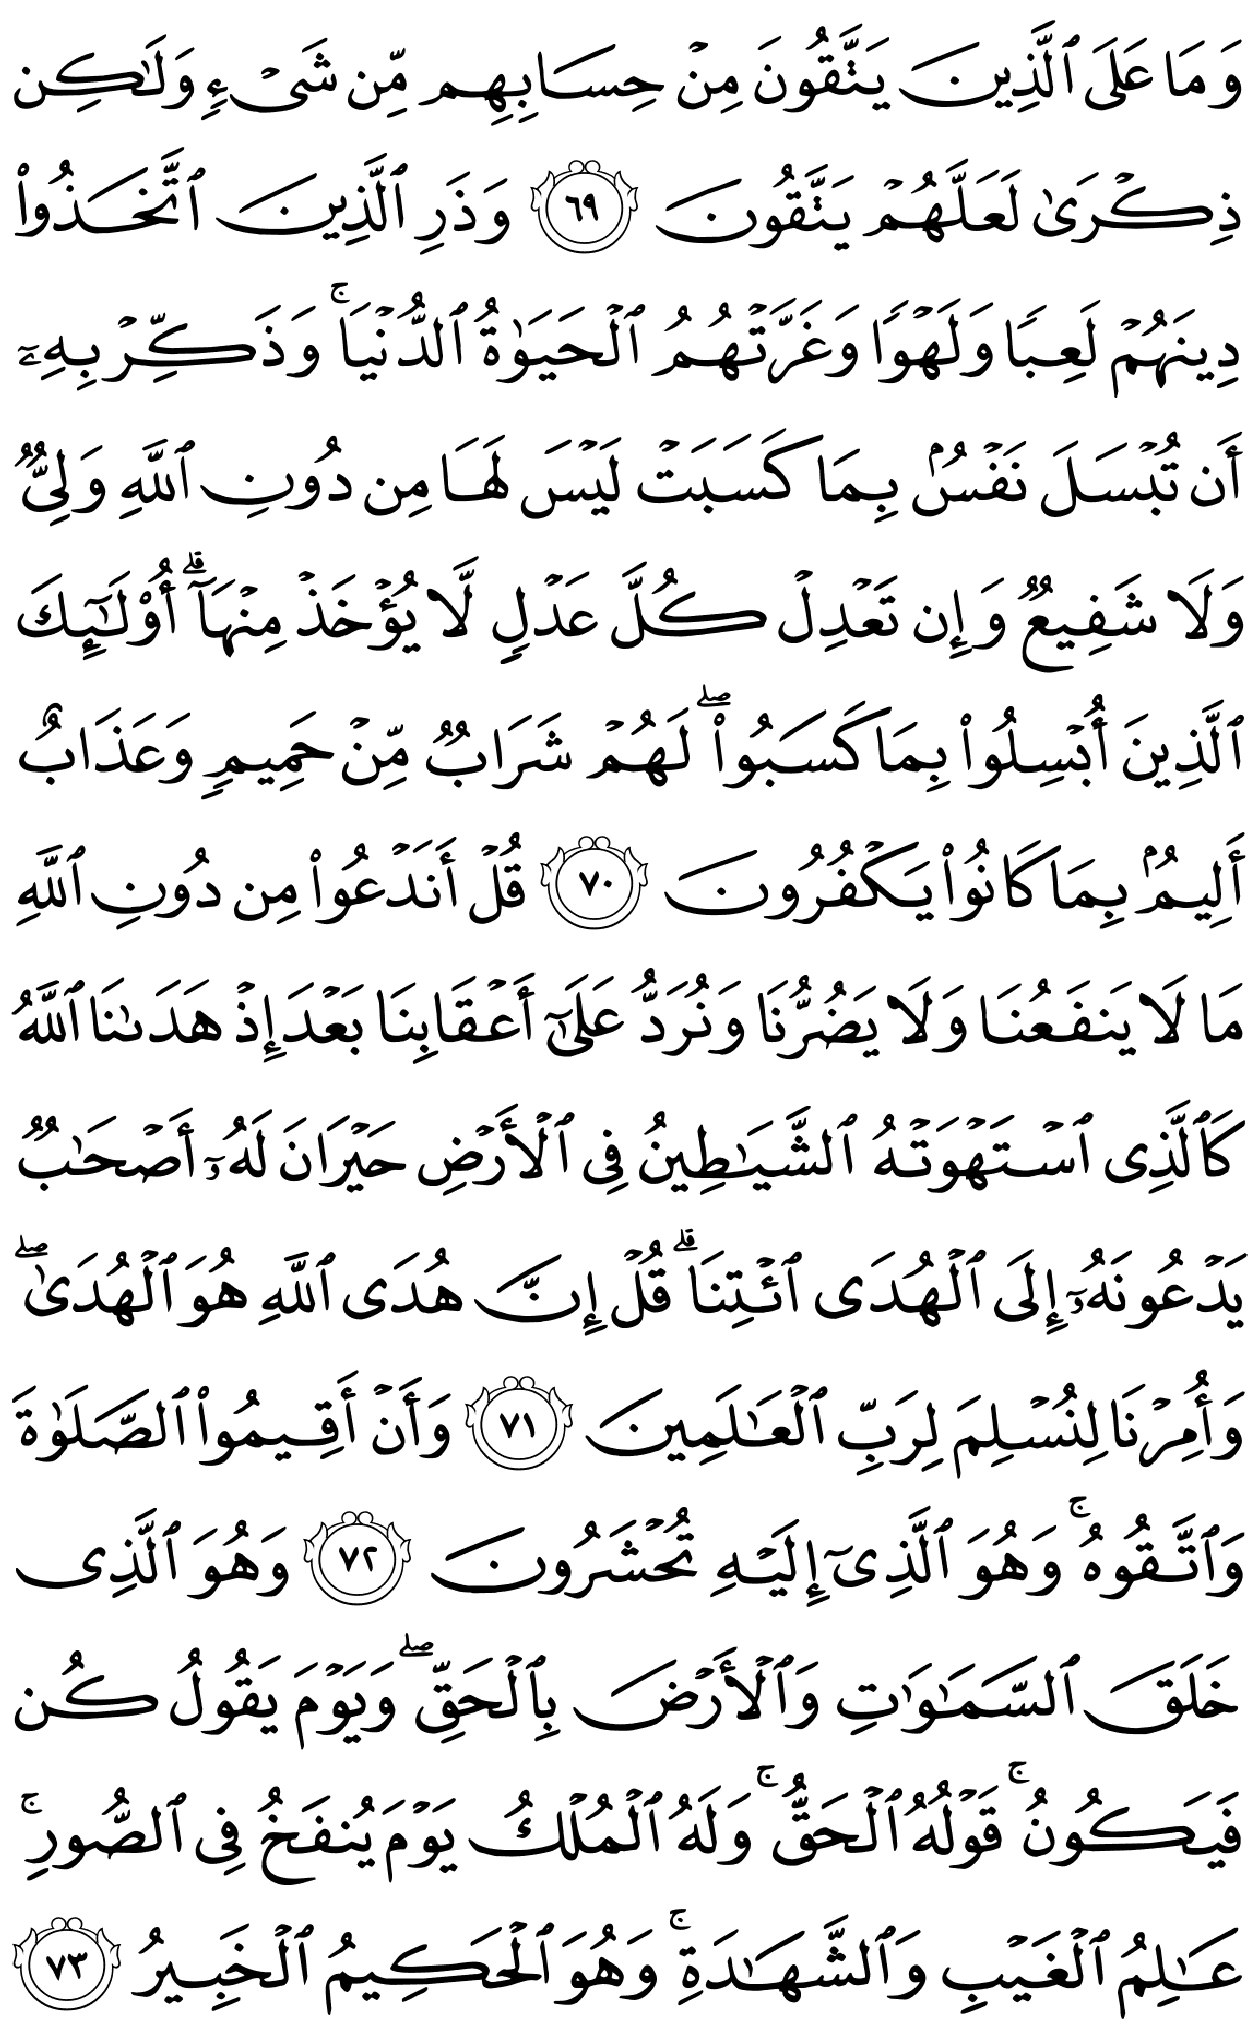 وَمَا عَلَى ٱلَّذِينَ يَتَّقُونَ مِنْ حِسَابِهِم مِّن شَىْءٍ وَلَٰكِن
ذِكْرَىٰ لَعَلَّهُمْ يَتَّقُونَ ٦٩ وَذَرِ ٱلَّذِينَ ٱتَّخَذُوا۟
دِينَهُمْ لَعِبًا وَلَهْوًا وَغَرَّتْهُمُ ٱلْحَيَوٰةُ ٱلدُّنْيَا ۚ وَذَكِّرْ بِهِۦٓ
أَن تُبْسَلَ نَفْسٌۢ بِمَا كَسَبَتْ لَيْسَ لَهَا مِن دُونِ ٱللَّهِ وَلِىٌّ
وَلَا شَفِيعٌ وَإِن تَعْدِلْ كُلَّ عَدْلٍ لَّا يُؤْخَذْ مِنْهَآ ۗ أُو۟لَٰٓئِكَ
ٱلَّذِينَ أُبْسِلُوا۟ بِمَا كَسَبُوا۟ ۖ لَهُمْ شَرَابٌ مِّنْ حَمِيمٍ وَعَذَابٌ
أَلِيمٌۢ بِمَا كَانُوا۟ يَكْفُرُونَ ٧٠ قُلْ أَنَدْعُوا۟ مِن دُونِ ٱللَّهِ
مَا لَا يَنفَعُنَا وَلَا يَضُرُّنَا وَنُرَدُّ عَلَىٰٓ أَعْقَابِنَا بَعْدَ إِذْ هَدَىٰنَا ٱللَّهُ
كَٱلَّذِى ٱسْتَهْوَتْهُ ٱلشَّيَٰطِينُ فِى ٱلْأَرْضِ حَيْرَانَ لَهُۥٓ أَصْحَٰبٌ
يَدْعُونَهُۥٓ إِلَى ٱلْهُدَى ٱئْتِنَا ۗ قُلْ إِنَّ هُدَى ٱللَّهِ هُوَ ٱلْهُدَىٰ ۖ
وَأُمِرْنَا لِنُسْلِمَ لِرَبِّ ٱلْعَٰلَمِينَ ٧١ وَأَنْ أَقِيمُوا۟ ٱلصَّلَوٰةَ
وَٱتَّقُوهُ ۚ وَهُوَ ٱلَّذِىٓ إِلَيْهِ تُحْشَرُونَ ٧٢ وَهُوَ ٱلَّذِى
خَلَقَ ٱلسَّمَٰوَٰتِ وَٱلْأَرْضَ بِٱلْحَقِّ ۖ وَيَوْمَ يَقُولُ كُن
فَيَكُونُ ۚ قَوْلُهُ ٱلْحَقُّ ۚ وَلَهُ ٱلْمُلْكُ يَوْمَ يُنفَخُ فِى ٱلصُّورِ ۚ
عَٰلِمُ ٱلْغَيْبِ وَٱلشَّهَٰدَةِ ۚ وَهُوَ ٱلْحَكِيمُ ٱلْخَبِيرُ ٧٣